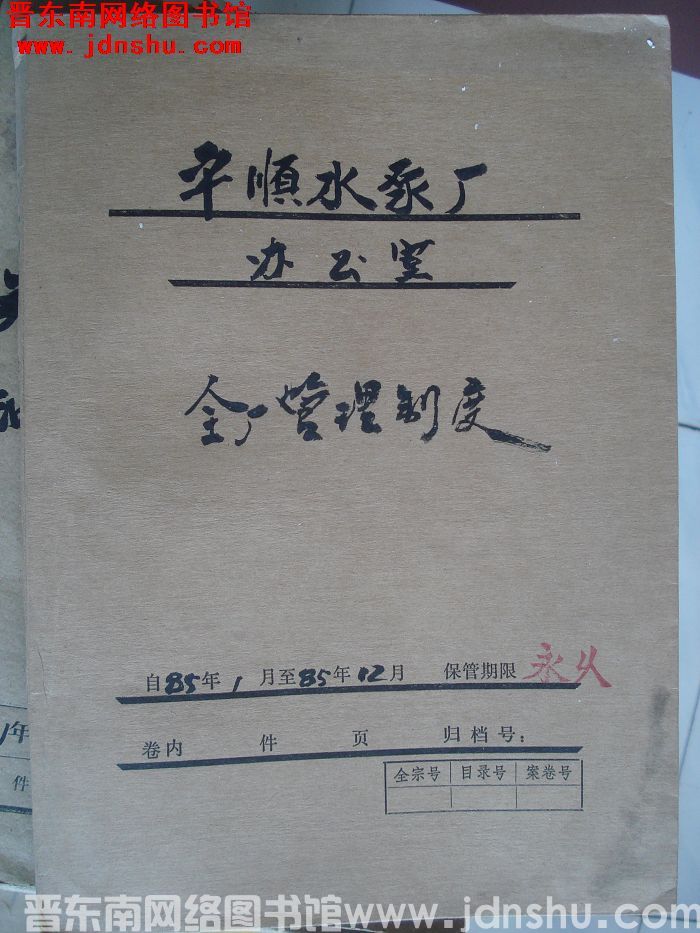 晋东南网络图书馆
www.jdnshu.com
平順水泵厂
办公室
全厂管理制度
自85年1月至85年12月 保管期限 永久
卷内 件 页 归档号：
全宗号 目录号 案卷号
年
件
晋东南网络图书馆www.jdnshu.com